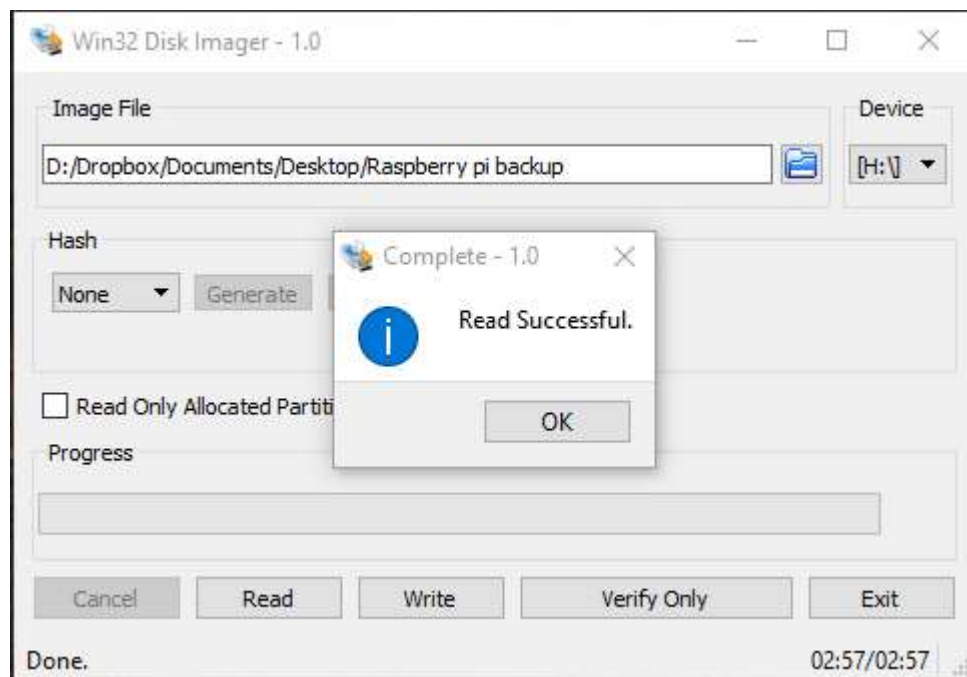 Win32 Disk Imager - 1.0
Image File
Device
D:/Dropbox/Documents/Desktop/Raspberry pi backup
[H:\]
Hash
None
Generate
Complete - 1.0
Read Successful.
OK
Read Only Allocated Partiti
Progress
Cancel Read Write Verify Only Exit
Done. 02:57/02:57